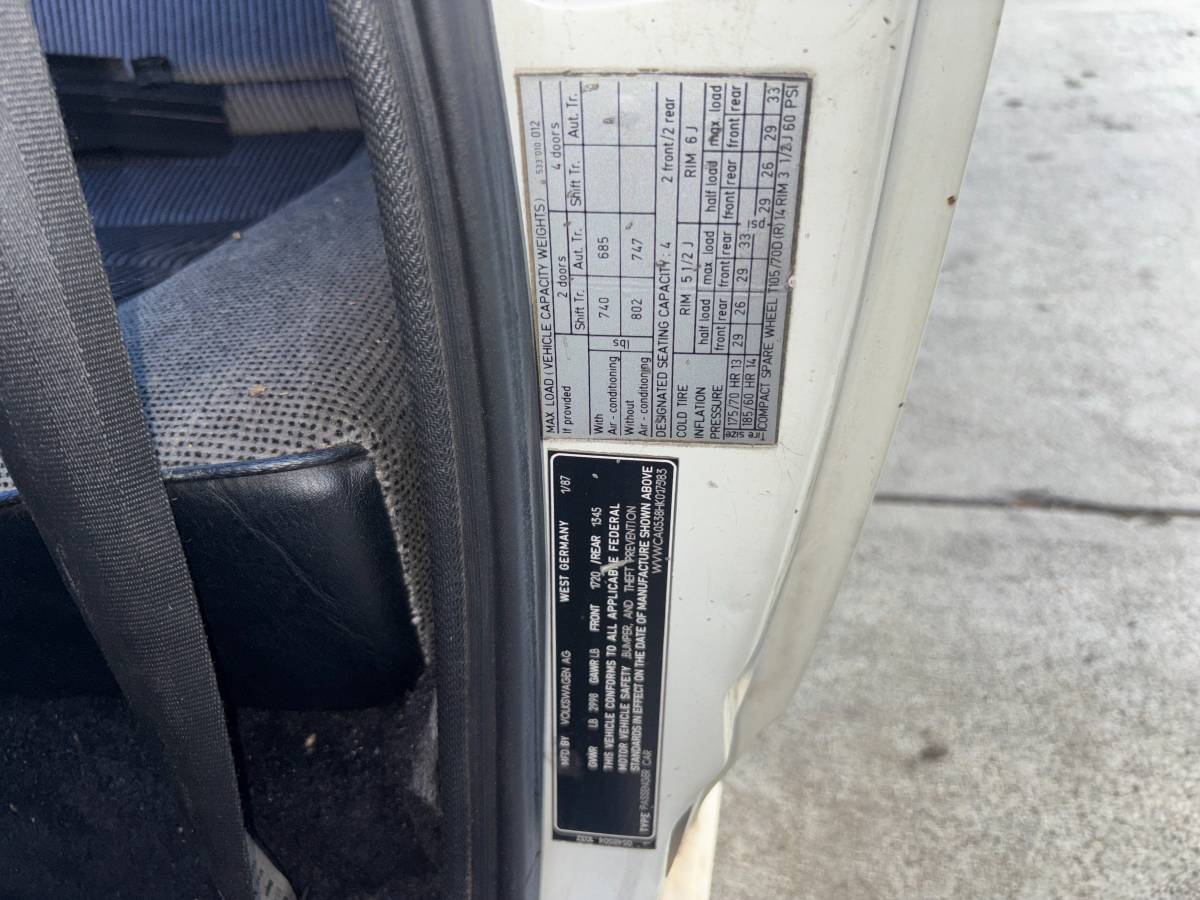 MAX. LOAD (VEHICLE CAPACITY WEIGHTS) 533 010 012
If provided 2 doors 4 doors
Shift Tr. Aut. Tr. Shift Tr. Aut. Tr.
With
Air - conditioning lbs 740 685
Without
Air - conditioning 802 747
DESIGNATED SEATING CAPACITY: 4 2 front/2 rear
COLD TIRE RIM 5 1/2 J RIM 6 J
INFLATION half load max. load half load max. load
PRESSURE front rear front rear front rear front rear
Tire size 175/70 HR 13 29 26 29 33
185/60 HR 14 29 26 29 33
COMPACT SPARE WHEEL T105/70D (R) 14 RIM 3 1/2 J 60 PSI
MFD BY VOLKSWAGEN AG WEST GERMANY 1/87
GVWR LB 2998 GAWR LB FRONT 1720 /REAR 1345
THIS VEHICLE CONFORMS TO ALL APPLICABLE FEDERAL
MOTOR VEHICLE SAFETY ,BUMPER, AND THEFT PREVENTION
STANDARDS IN EFFECT ON THE DATE OF MANUFACTURE SHOWN ABOVE
TYPE PASSENGER CAR WVWCA0538HK017983